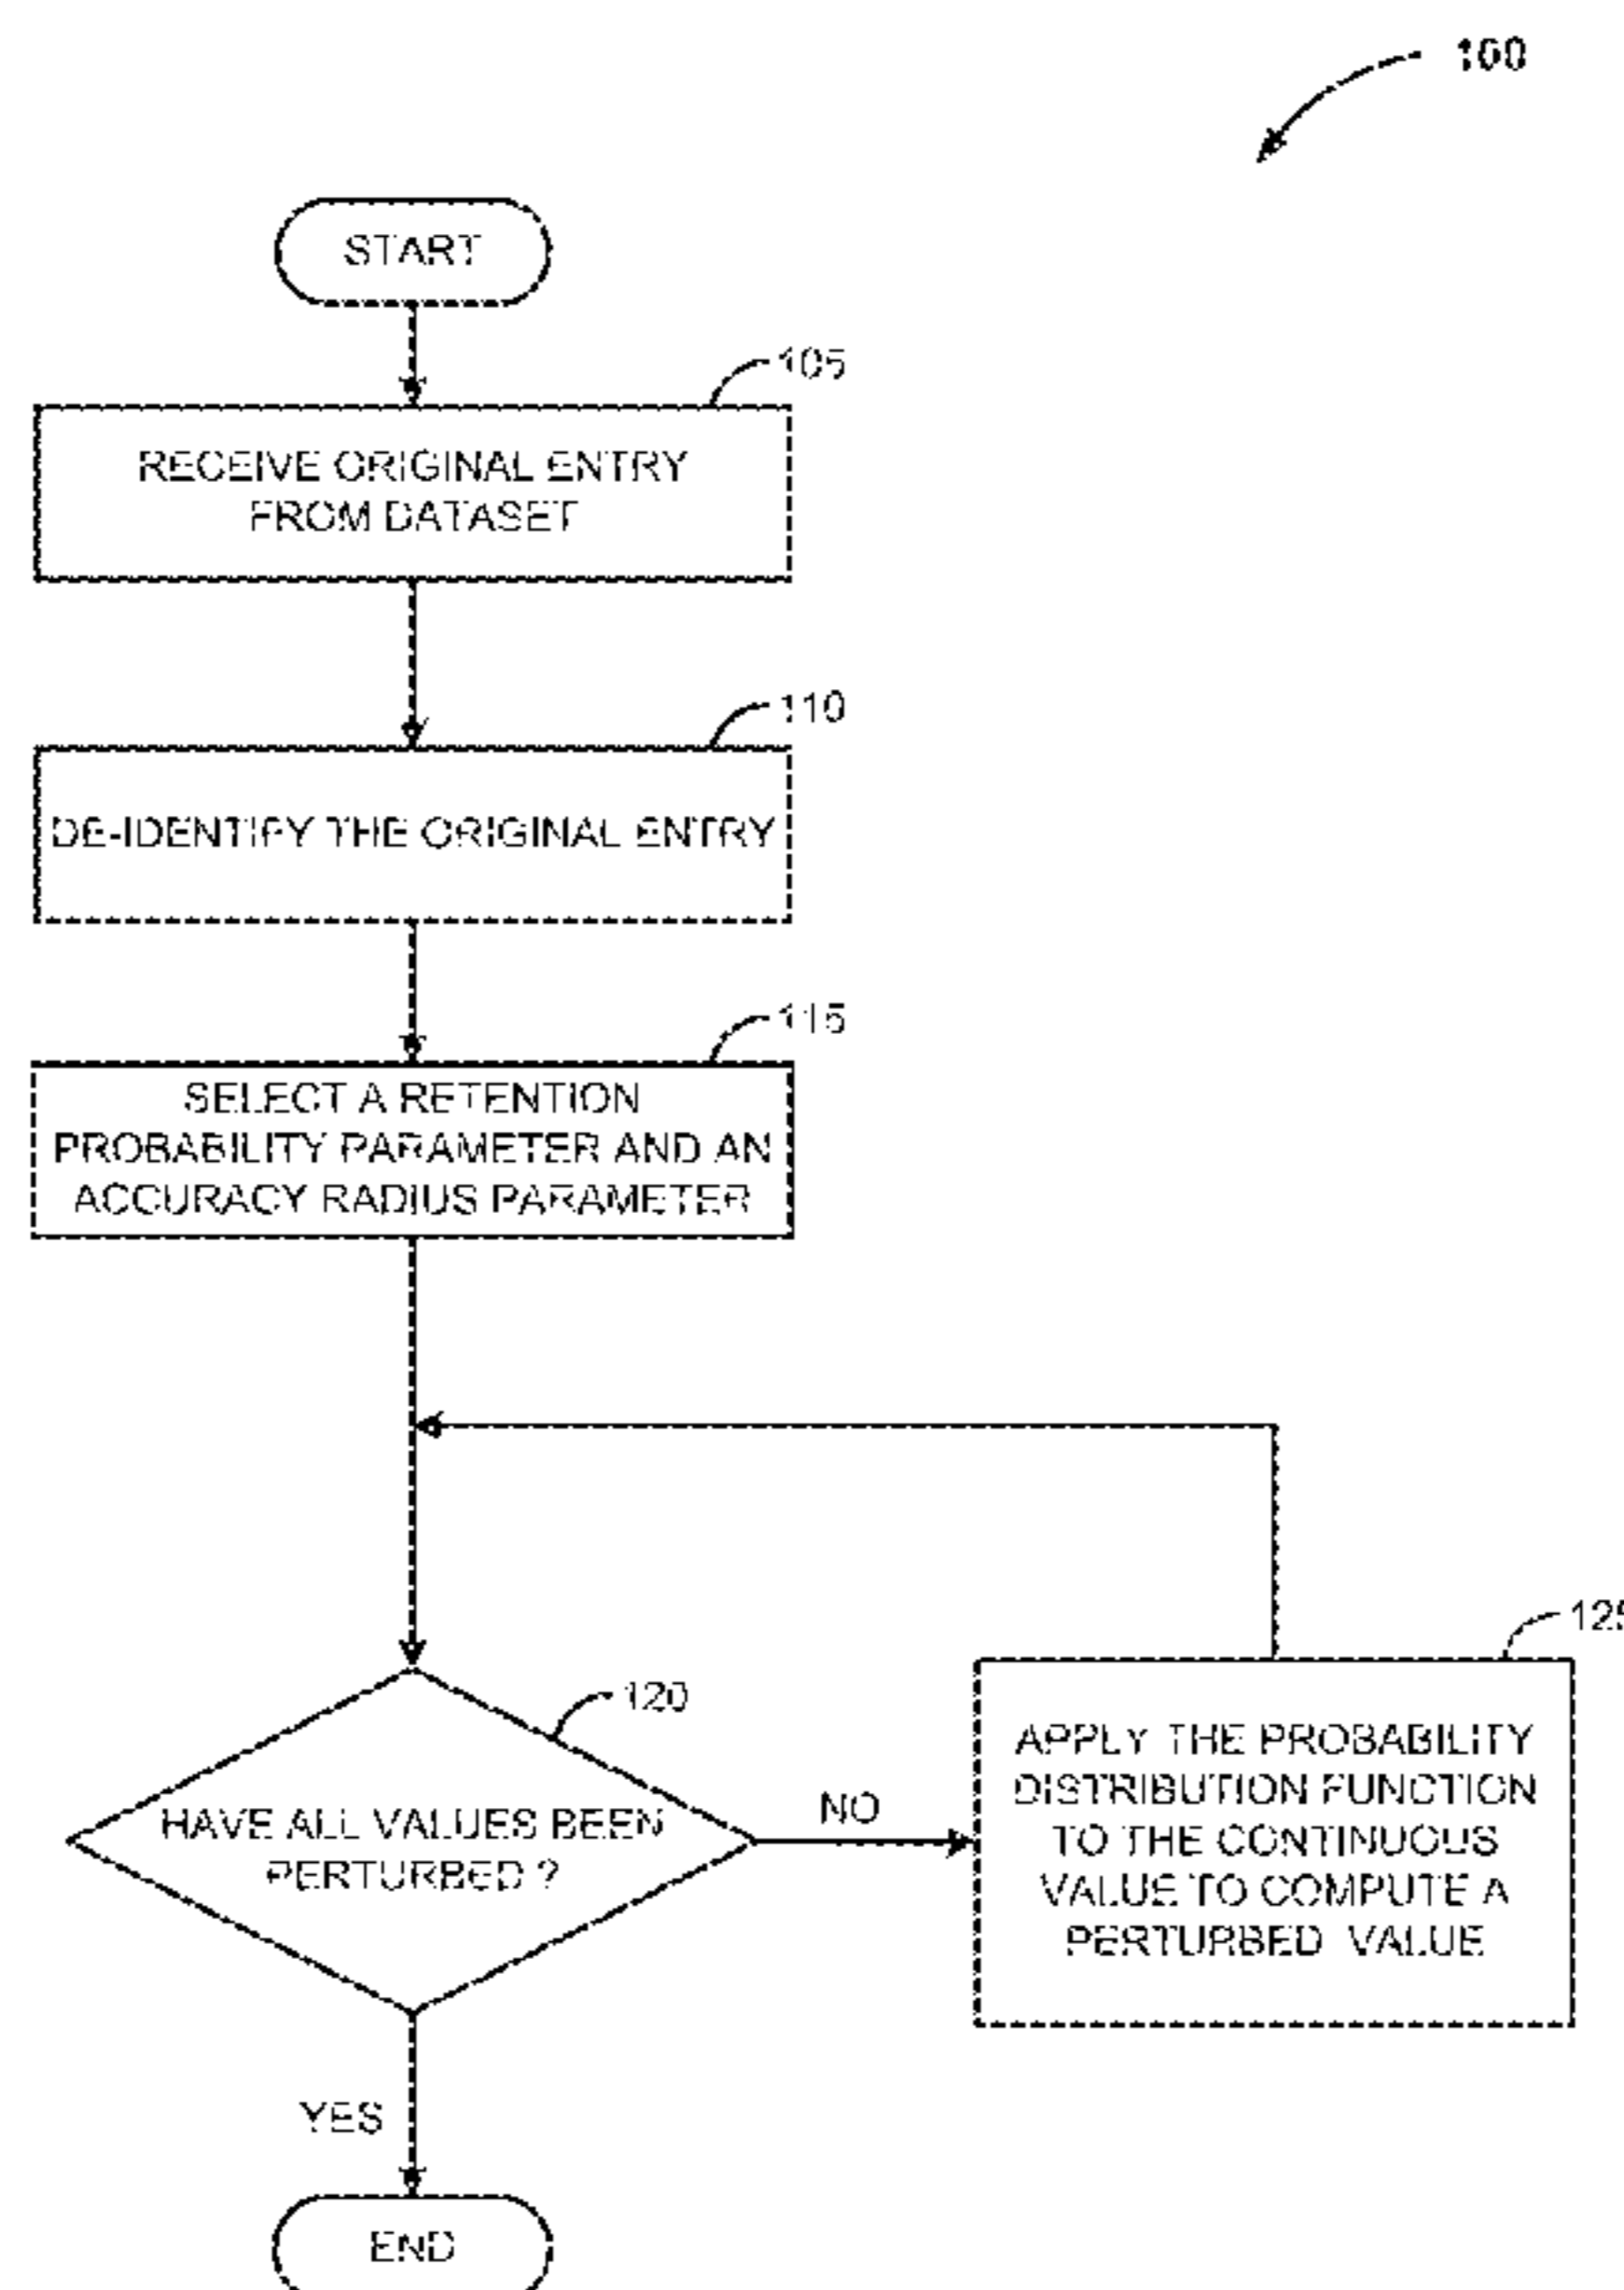 100
START
105
RECEIVE ORIGINAL ENTRY
FROM DATASET
110
DE-IDENTIFY THE ORIGINAL ENTRY
115
SELECT A RETENTION
PROBABILITY PARAMETER AND AN
ACCURACY RADIUS PARAMETER
120
HAVE ALL VALUES BEEN
PERTURBED ?
NO
125
APPLY THE PROBABILITY
DISTRIBUTION FUNCTION
TO THE CONTINUOUS
VALUE TO COMPUTE A
PERTURBED VALUE
YES
END